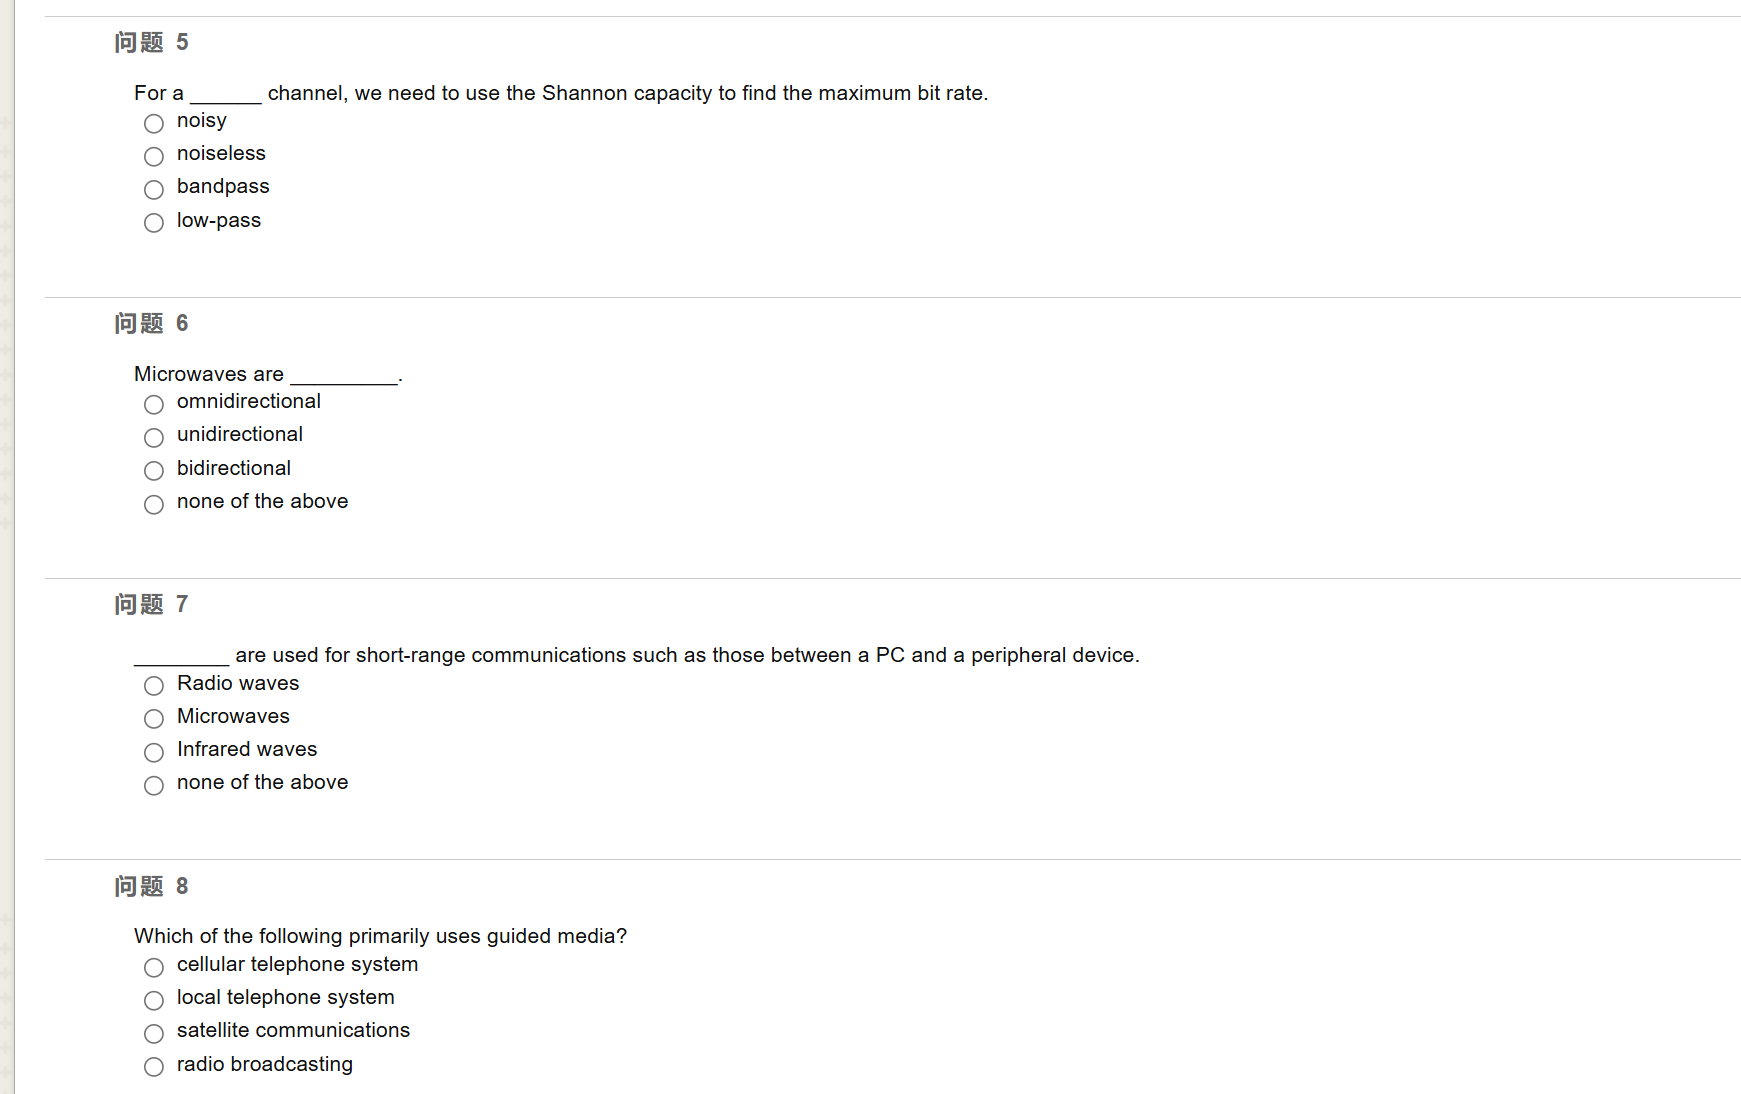 问题 5
For a ______ channel, we need to use the Shannon capacity to find the maximum bit rate.
noisy
noiseless
bandpass
low-pass
问题 6
Microwaves are _________.
omnidirectional
unidirectional
bidirectional
none of the above
问题 7
________ are used for short-range communications such as those between a PC and a peripheral device.
Radio waves
Microwaves
Infrared waves
none of the above
问题 8
Which of the following primarily uses guided media?
cellular telephone system
local telephone system
satellite communications
radio broadcasting